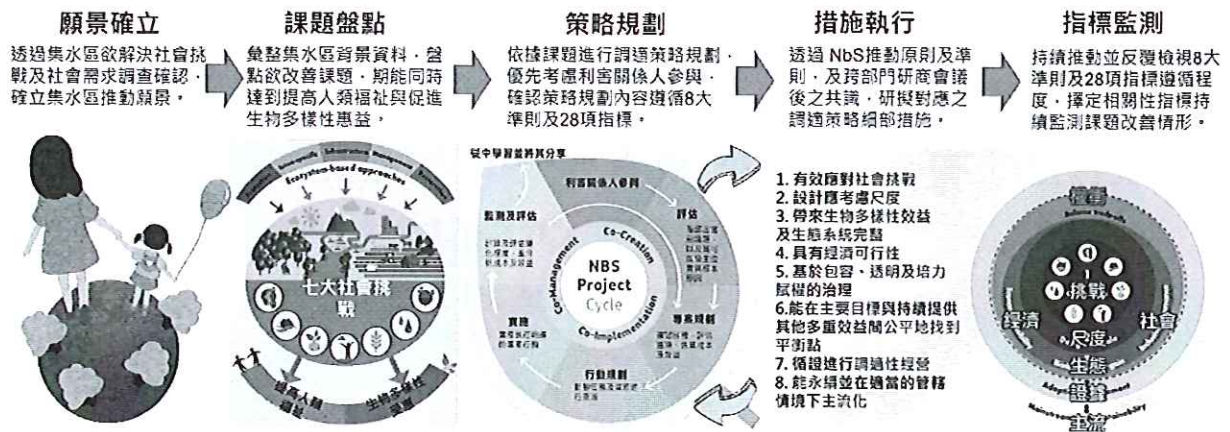 願景確立
透過集水區欲解決社會挑
戰及社會需求調查確認，
確立集水區推動願景。
課題盤點
彙整集水區背景資料，盤
點欲改善課題，期能同時
達到提高人類福祉與促進
生物多樣性惠益。
策略規劃
依據課題進行調適策略規劃，
優先考慮利害關係人參與，
確認策略規劃內容遵循8大
準則及28項指標。
措施執行
透過 NbS推動原則及準
則，及跨部門研商會議
後之共識，研擬對應之
調適策略細部措施。
指標監測
持續推動並反覆檢視8大
準則及28項指標遵循程
度，擇定相關性指標持
續監測課題改善情形。
Ecosystem-based approaches
七大社會挑
戰
提高人類
福祉
生物多樣性
惠益
從中學習並將其分享
利害關係人參與
監測及評估
評估
Co-Creation
Co-Management
Co-Implementation
NBS
Project
Cycle
實施
專案規劃
行動規劃
1. 有效應對社會挑戰
2. 設計應考慮尺度
3. 帶來生物多樣性效益
及生態系統完整
4. 具有經濟可行性
5. 基於包容、透明及培力
賦權的治理
6.能在主要目標與持續提供
其他多重效益間公平地找到
平衡點
7. 循證進行調適性經營
8. 能永續並在適當的管轄
情境下主流化
權衡
挑戰
經濟
社會
尺度
生態
證據
主流